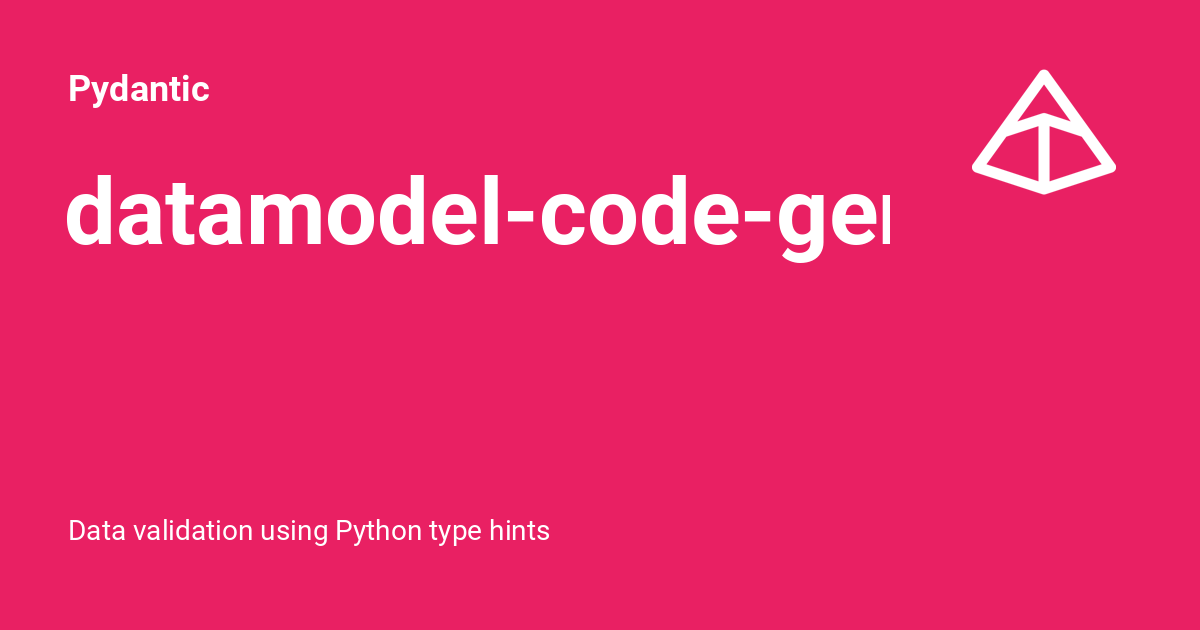 Pydantic
datamodel-code-ge
Data validation using Python type hints